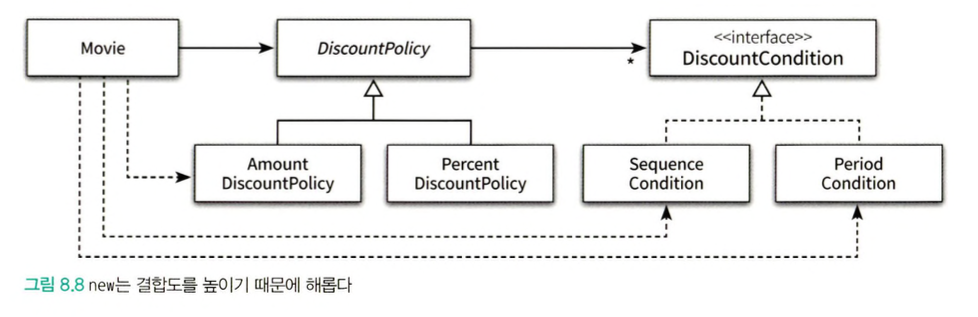 Movie
DiscountPolicy
<<interface>>
DiscountCondition
*
Amount
DiscountPolicy
Percent
DiscountPolicy
Sequence
Condition
Period
Condition
그림 8.8 new는 결합도를 높이기 때문에 해롭다